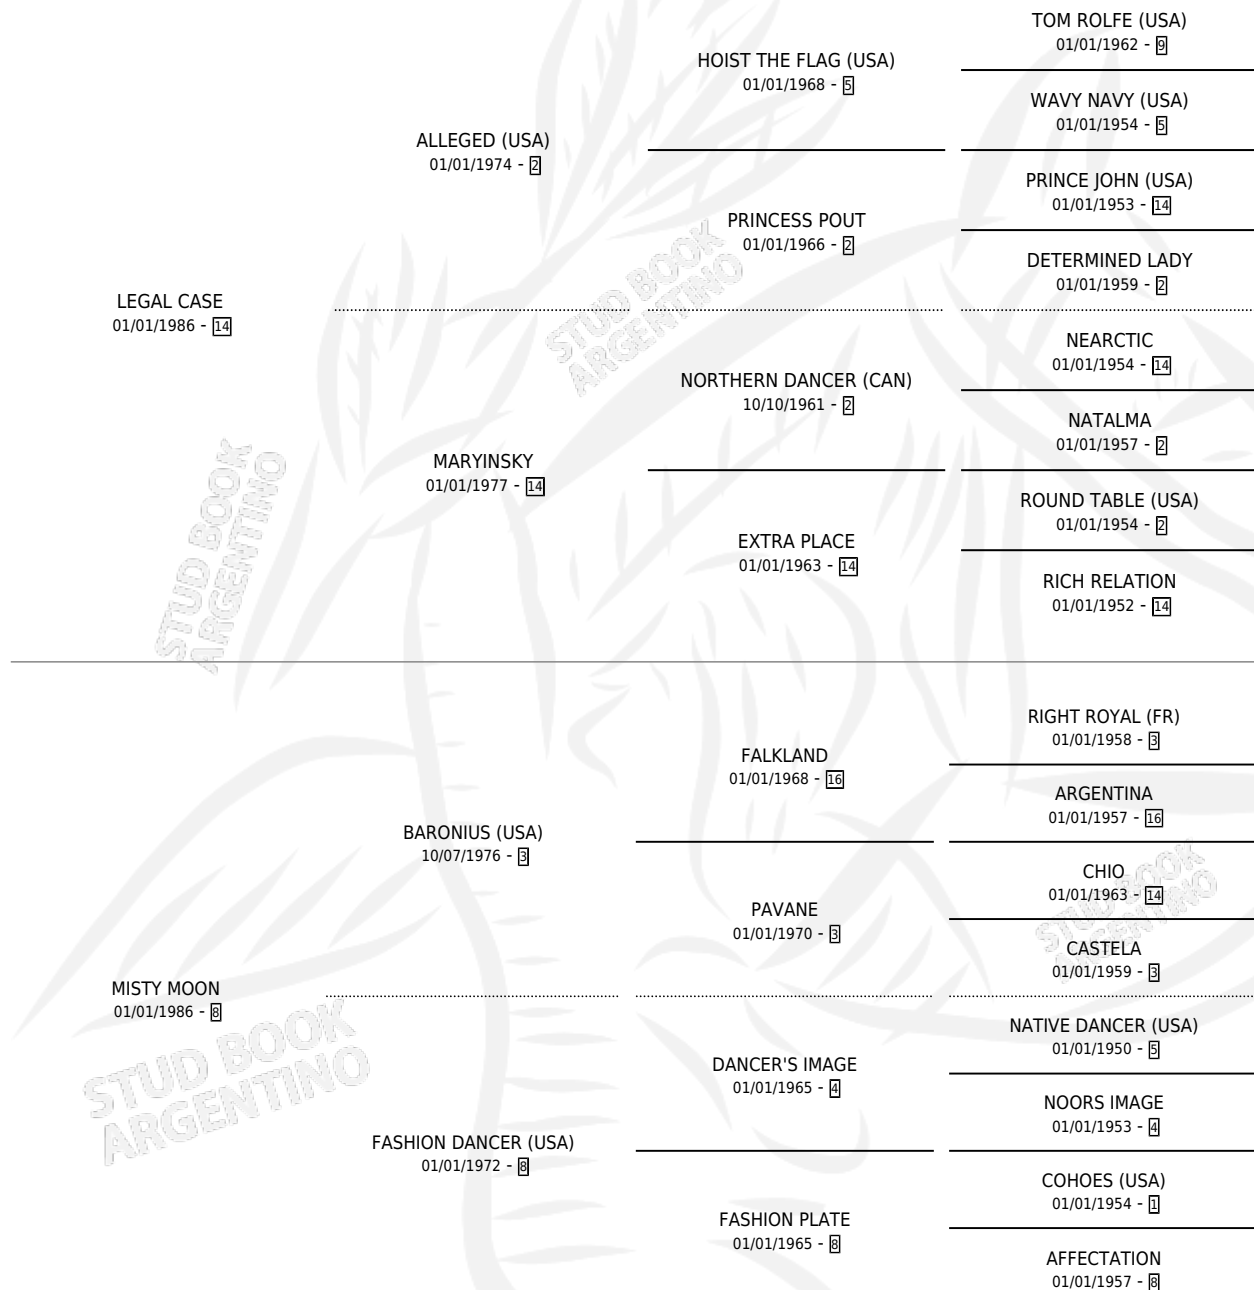 TOM ROLFE (USA)
01/01/1962 - 9
HOIST THE FLAG (USA)
01/01/1968 - 5
WAVY NAVY (USA)
01/01/1954 - 5
ALLEGED (USA)
01/01/1974 - 2
PRINCE JOHN (USA)
01/01/1953 - 14
PRINCESS POUT
01/01/1966 - 2
DETERMINED LADY
01/01/1959 - 2
LEGAL CASE
01/01/1986 - 14
NEARCTIC
01/01/1954 - 14
NORTHERN DANCER (CAN)
10/10/1961 - 2
NATALMA
01/01/1957 - 2
MARYINSKY
01/01/1977 - 14
ROUND TABLE (USA)
01/01/1954 - 2
EXTRA PLACE
01/01/1963 - 14
RICH RELATION
01/01/1952 - 14
RIGHT ROYAL (FR)
01/01/1958 - 3
FALKLAND
01/01/1968 - 16
ARGENTINA
01/01/1957 - 16
BARONIUS (USA)
10/07/1976 - 3
CHIO
01/01/1963 - 14
PAVANE
01/01/1970 - 3
CASTELA
01/01/1959 - 3
MISTY MOON
01/01/1986 - 8
NATIVE DANCER (USA)
01/01/1950 - 5
DANCER'S IMAGE
01/01/1965 - 4
NOORS IMAGE
01/01/1953 - 4
FASHION DANCER (USA)
01/01/1972 - 8
COHOES (USA)
01/01/1954 - 1
FASHION PLATE
01/01/1965 - 8
AFFECTATION
01/01/1957 - 8
STUD BOOK
ARGENTINO
STUD BOOK
ARGENTINO
STUD BOOK
ARGENTINO
STUD BOOK
ARGENTINO